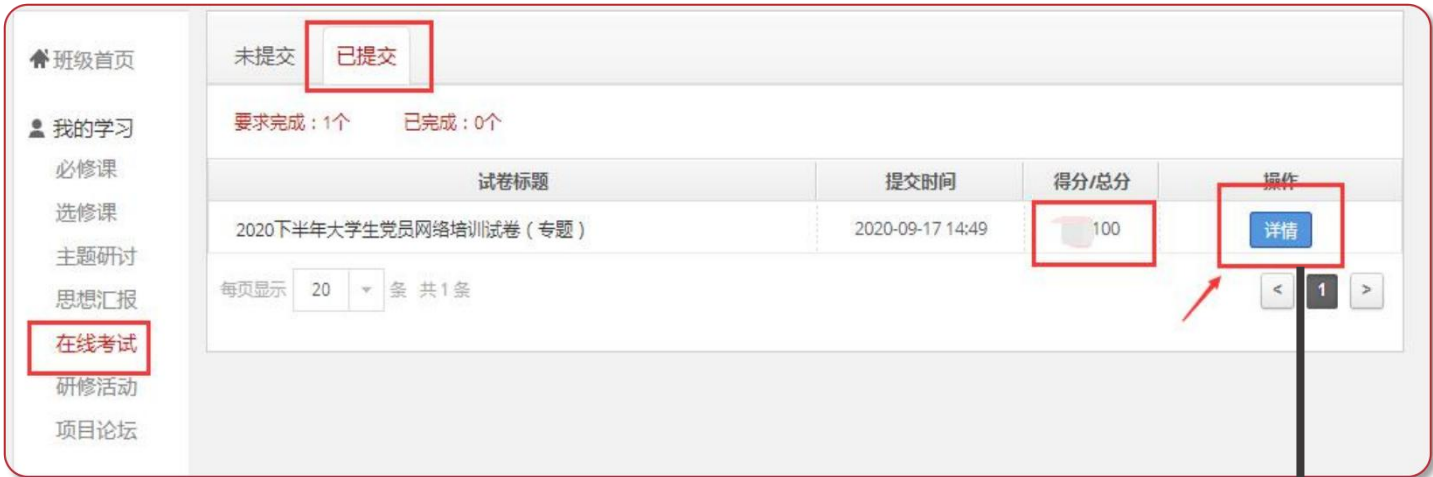 班级首页
我的学习
必修课
选修课
主题研讨
思想汇报
在线考试
研修活动
项目论坛
未提交 已提交
要求完成：1个 已完成：0个
试卷标题 提交时间 得分/总分 操作
2020下半年大学生党员网络培训试卷（专题） 2020-09-17 14:49 100 详情
每页显示 20 条 共1条 < 1 >